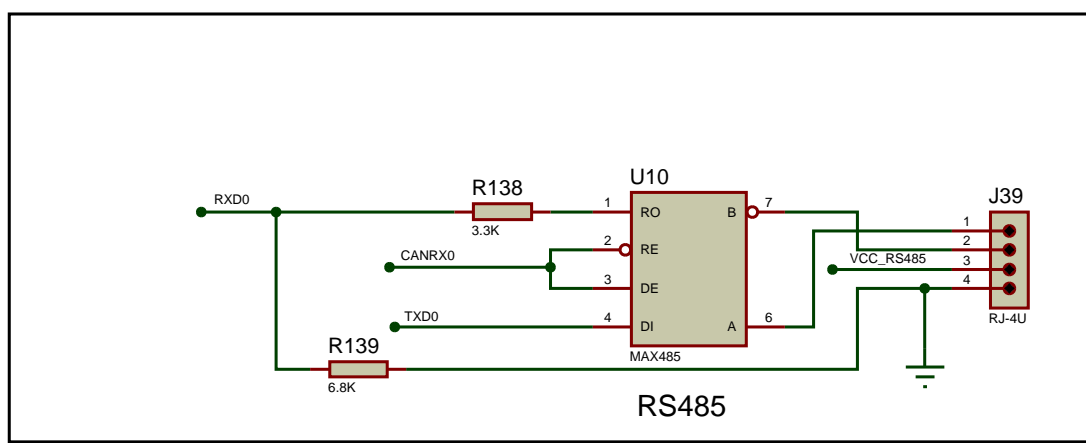 U10
R138
J39
RXD0
1
RO
B
7
3.3K
1
2
RE
2
CANRX0
VCC_RS485
3
3
DE
4
TXD0
4
DI
A
6
RJ-4U
R139
MAX485
6.8K
RS485